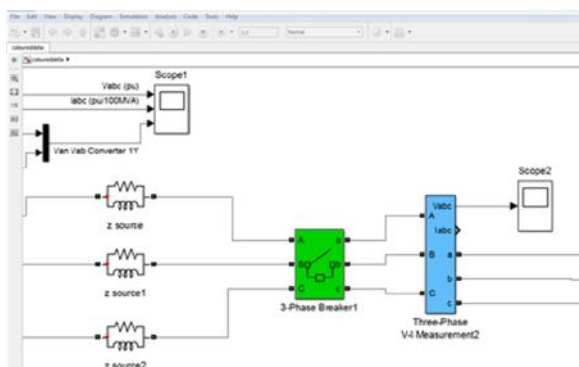 File Edit View Display Diagram Simulation Analysis Code Tools Help
Normal
Scope1
Vabc (pu)
Iabc (pu/100MVA)
Van Vab Converter 1Y
Scope2
z source
A a
B b
C c
3-Phase Breaker1
z source1
Vabc
A
Iabc
B a
b
C
c
Three-Phase
V-I Measurement2
z source2